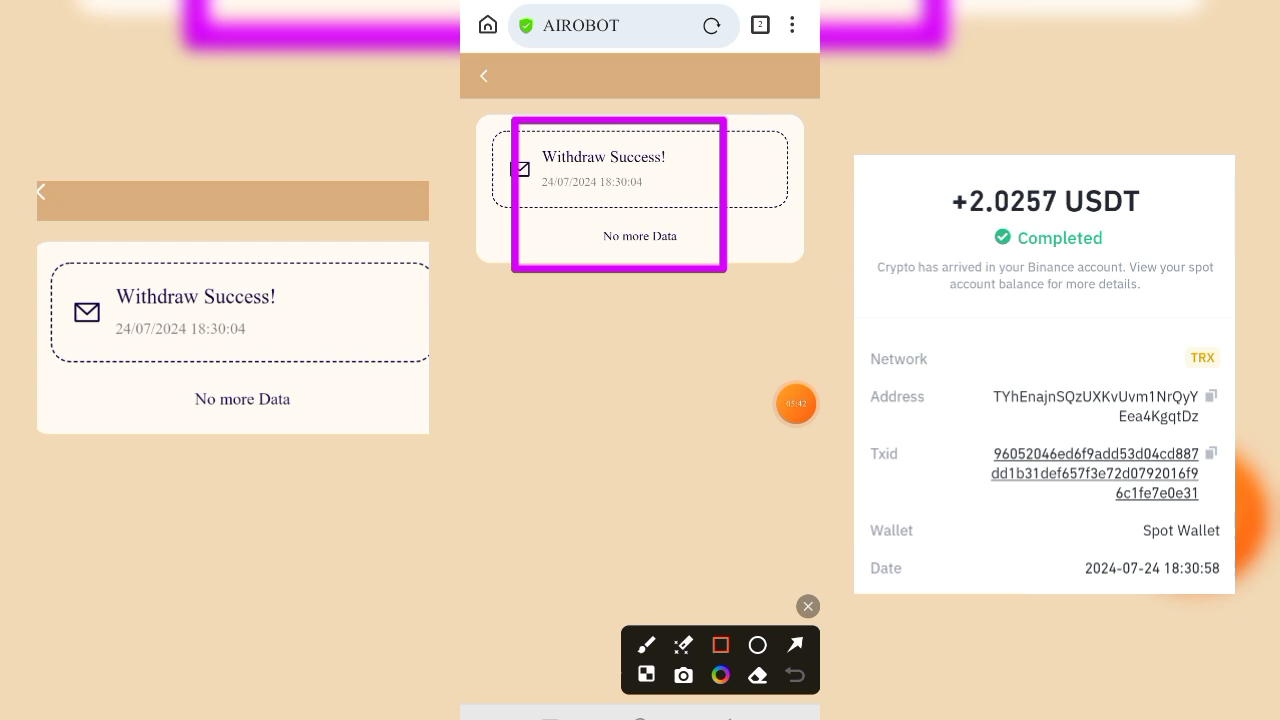 Withdraw Success!
24/07/2024 18:30:04
No more Data
AIROBOT
2
Withdraw Success!
24/07/2024 18:30:04
No more Data
05:42
+2.0257 USDT
Completed
Crypto has arrived in your Binance account. View your spot
account balance for more details.
Network TRX
Address TYhEnajnSQzUXKvUvm1NrQyY
Eea4KgqtDz
Txid 96052046ed6f9add53d04cd887
dd1b31def657f3e72d0792016f9
6c1fe7e0e31
Wallet Spot Wallet
Date 2024-07-24 18:30:58